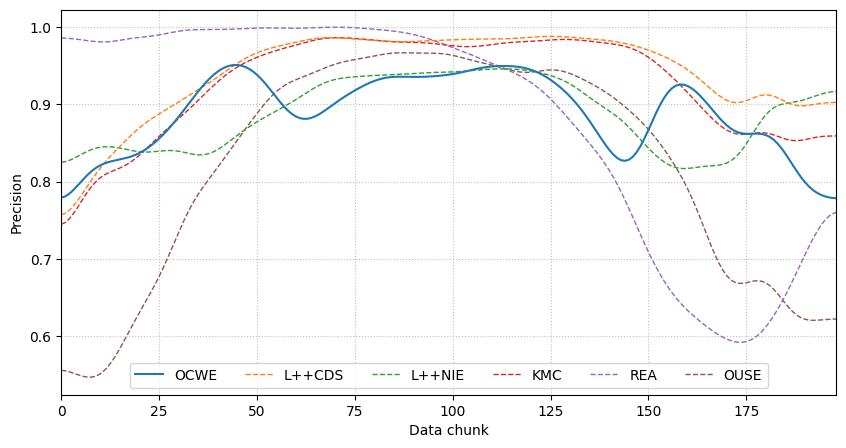 1.0
0.9
0.8
0.7
0.6
Precision
OCWE L++CDS L++NIE KMC REA OUSE
0 25 50 75 100 125 150 175
Data chunk